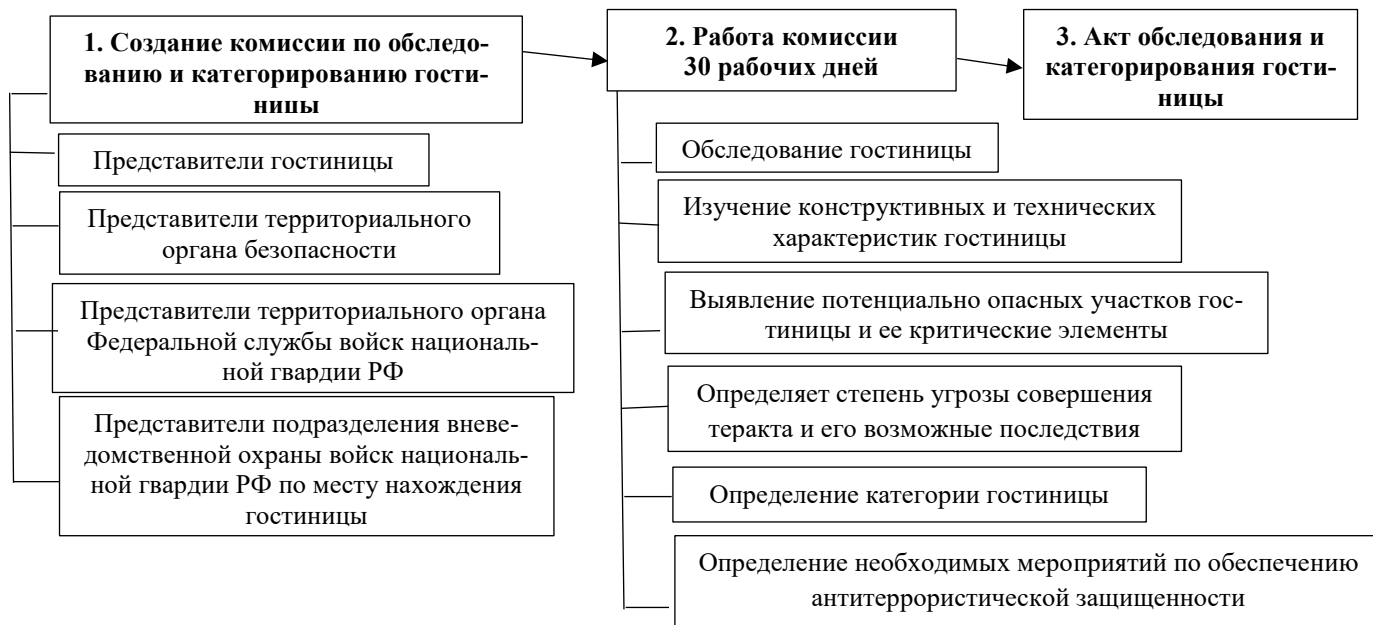 1. Создание комиссии по обследо-
ванию и категорированию гости-
ницы
Представители гостиницы
Представители территориального
органа безопасности
Представители территориального органа
Федеральной службы войск националь-
ной гвардии РФ
Представители подразделения вневе-
домственной охраны войск националь-
ной гвардии РФ по месту нахождения
гостиницы
2. Работа комиссии
30 рабочих дней
Обследование гостиницы
Изучение конструктивных и технических
характеристик гостиницы
Выявление потенциально опасных участков гос-
тиницы и ее критические элементы
Определяет степень угрозы совершения
теракта и его возможные последствия
Определение категории гостиницы
Определение необходимых мероприятий по обеспечению
антитеррористической защищенности
3. Акт обследования и
категорирования гости-
ницы